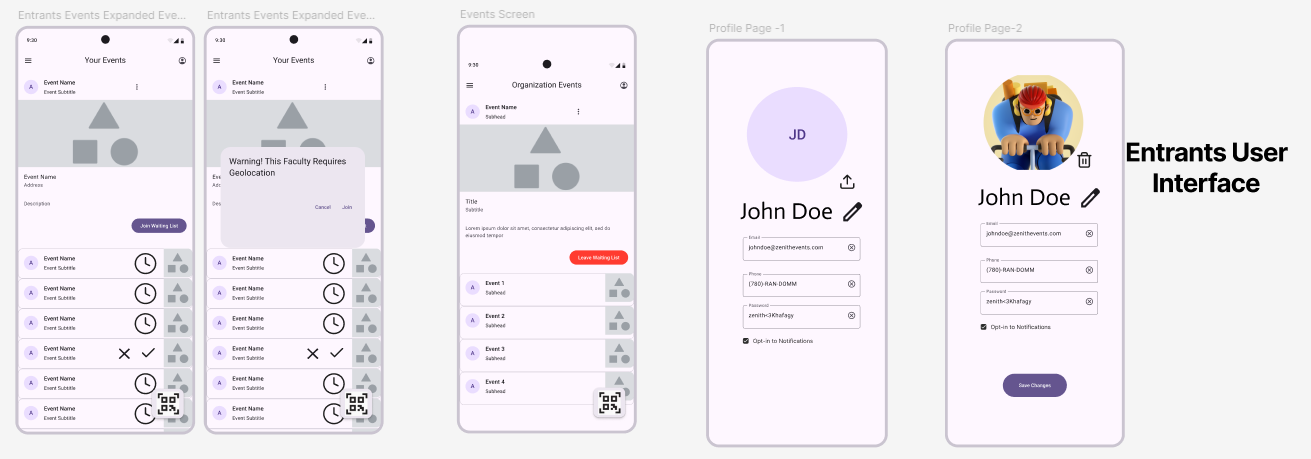 Entrants Events Expanded Eve...
9:30
Your Events
A
Event Name
Event Subtitle
Event Name
Address
Description
Join Waiting List
A
Event Name
Event Subtitle
A
Event Name
Event Subtitle
A
Event Name
Event Subtitle
A
Event Name
Event Subtitle
A
Event Name
Event Subtitle
A
Event Name
Event Subtitle
Entrants Events Expanded Eve...
9:30
Your Events
A
Event Name
Event Subtitle
Warning! This Faculty Requires
Geolocation
Cancel Join
A
Event Name
Event Subtitle
A
Event Name
Event Subtitle
A
Event Name
Event Subtitle
A
Event Name
Event Subtitle
A
Event Name
Event Subtitle
A
Event Name
Event Subtitle
Events Screen
9:30
Organization Events
A
Event Name
Subhead
Title
Subtitle
Lorem ipsum dolor sit amet, consectetur adipiscing elit, sed do
eiusmod tempor
Leave Waiting List
A
Event 1
Subhead
A
Event 2
Subhead
A
Event 3
Subhead
A
Event 4
Subhead
Profile Page -1
JD
John Doe
Email
johndoe@zenithevents.com
Phone
(780)-RAN-DOMM
Password
zenith<3Khafagy
Opt-in to Notifications
Profile Page-2
John Doe
Email
johndoe@zenithevents.com
Phone
(780)-RAN-DOMM
Password
zenith<3Khafagy
Opt-in to Notifications
Save Changes
Entrants User
Interface